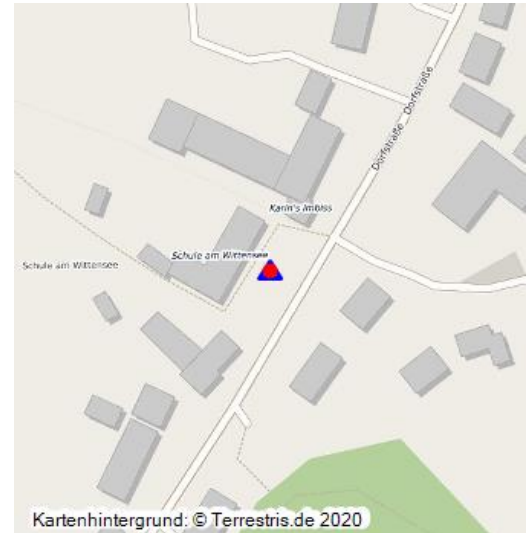 Dorfstraße
Dorfstraße
Karin's Imbiss
Schule am Wittensee
Schule am Wittensee
Kartenhintergrund: © Terrestris.de 2020